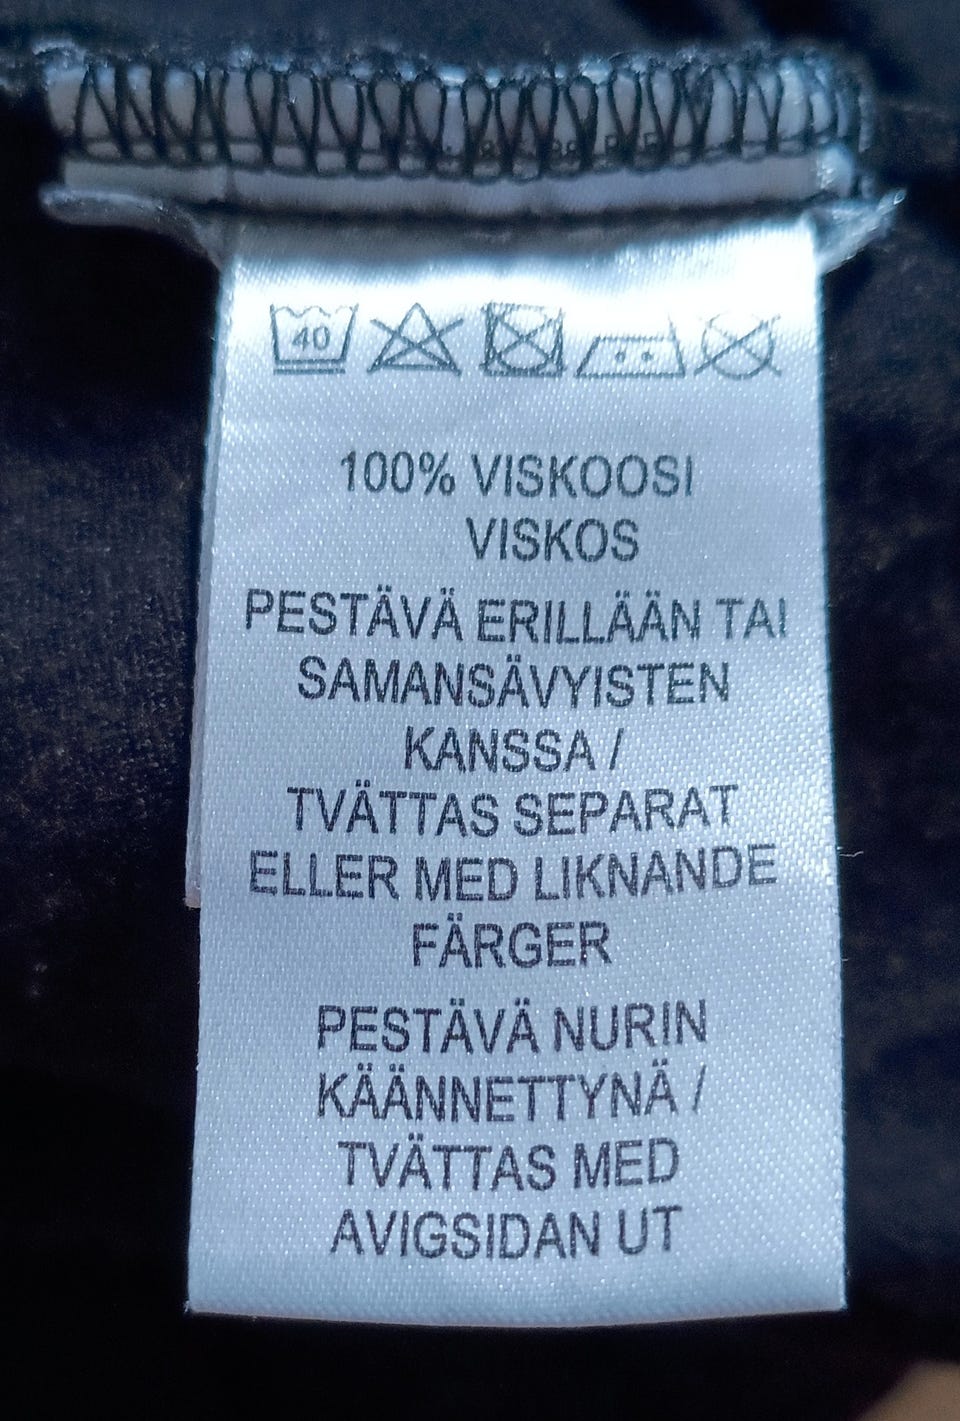 40
100% VISKOOSI
VISKOS
PESTÄVÄ ERILLÄÄN TAI
SAMANSÄVYISTEN
KANSSA /
TVÄTTAS SEPARAT
ELLER MED LIKNANDE
FÄRGER
PESTÄVÄ NURIN
KÄÄNNETTYNÄ /
TVÄTTAS MED
AVIGSIDAN UT